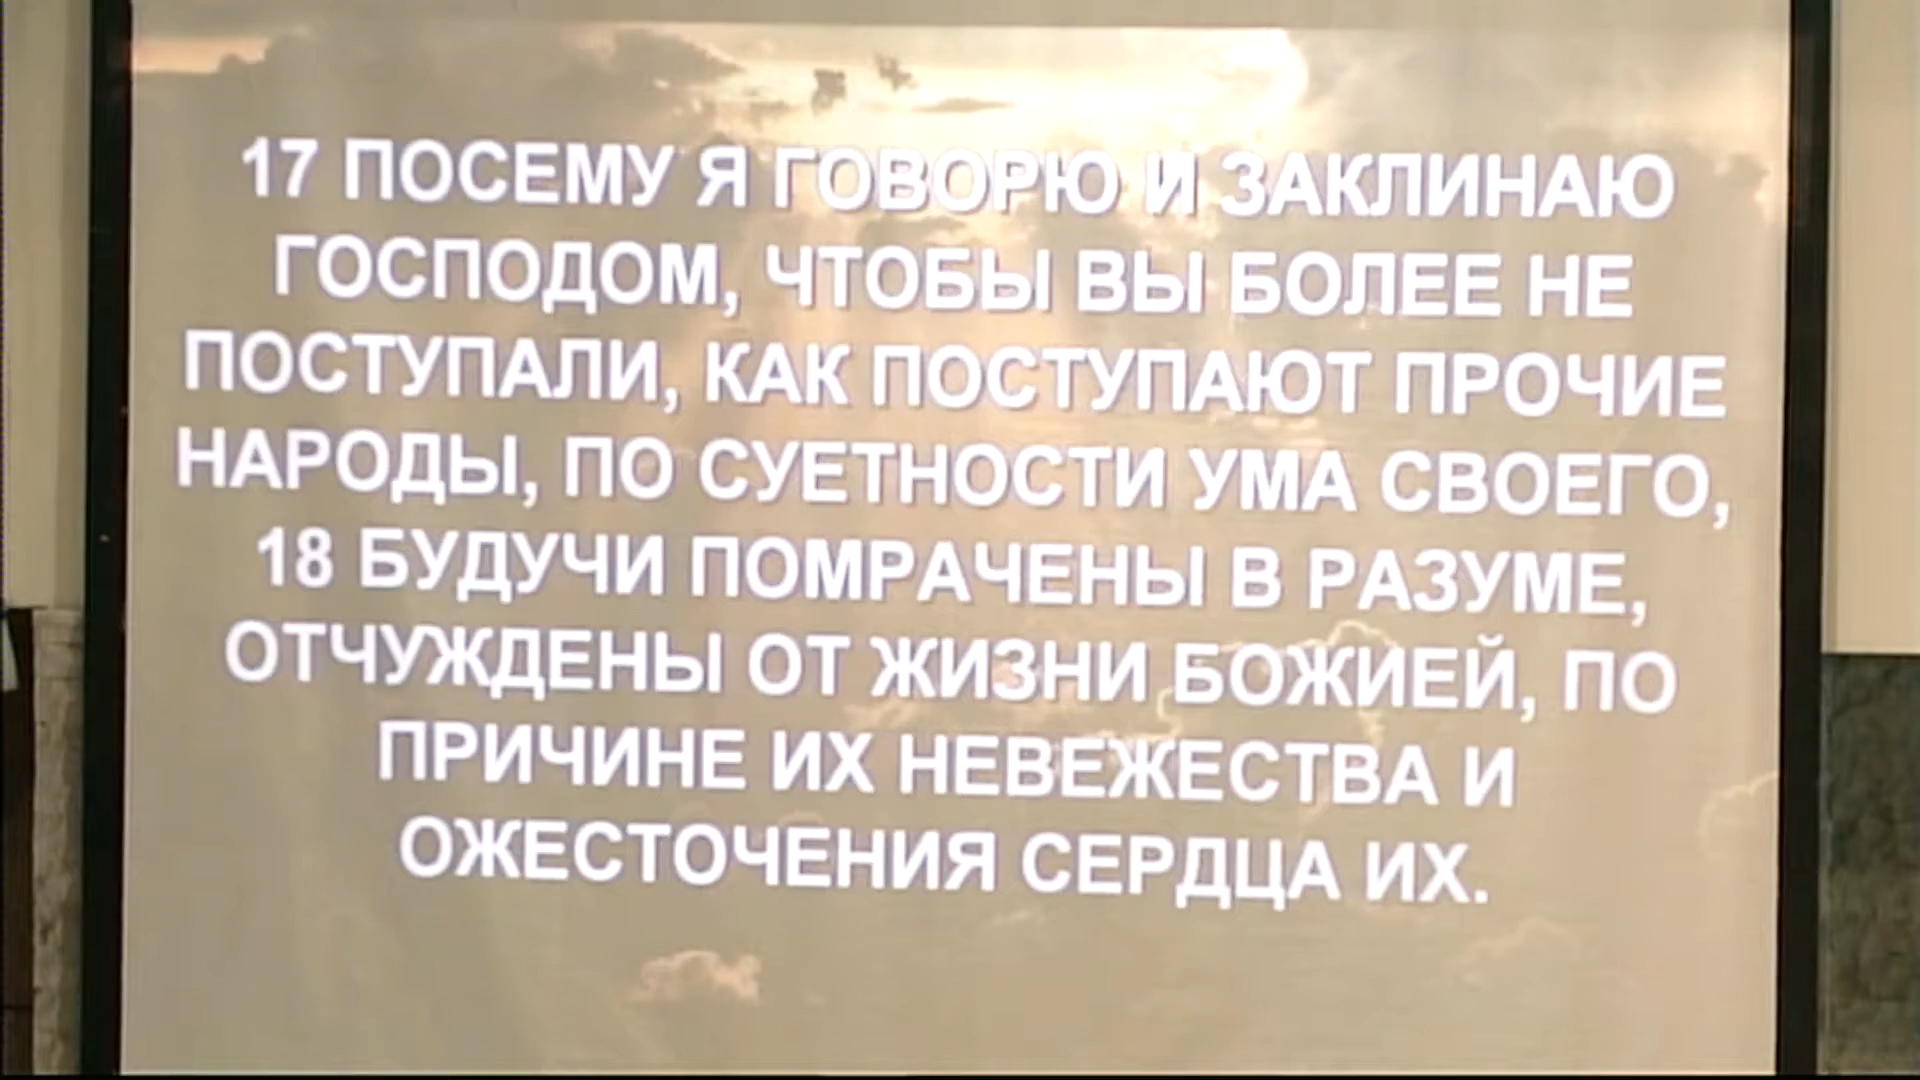 17 ПОСЕМУ Я ГОВОРЮ И ЗАКЛИНАЮ
ГОСПОДОМ, ЧТОБЫ ВЫ БОЛЕЕ НЕ
ПОСТУПАЛИ, КАК ПОСТУПАЮТ ПРОЧИЕ
НАРОДЫ, ПО СУЕТНОСТИ УМА СВОЕГО,
18 БУДУЧИ ПОМРАЧЕНЫ В РАЗУМЕ,
ОТЧУЖДЕНЫ ОТ ЖИЗНИ БОЖИЕЙ, ПО
ПРИЧИНЕ ИХ НЕВЕЖЕСТВА И
ОЖЕСТОЧЕНИЯ СЕРДЦА ИХ.